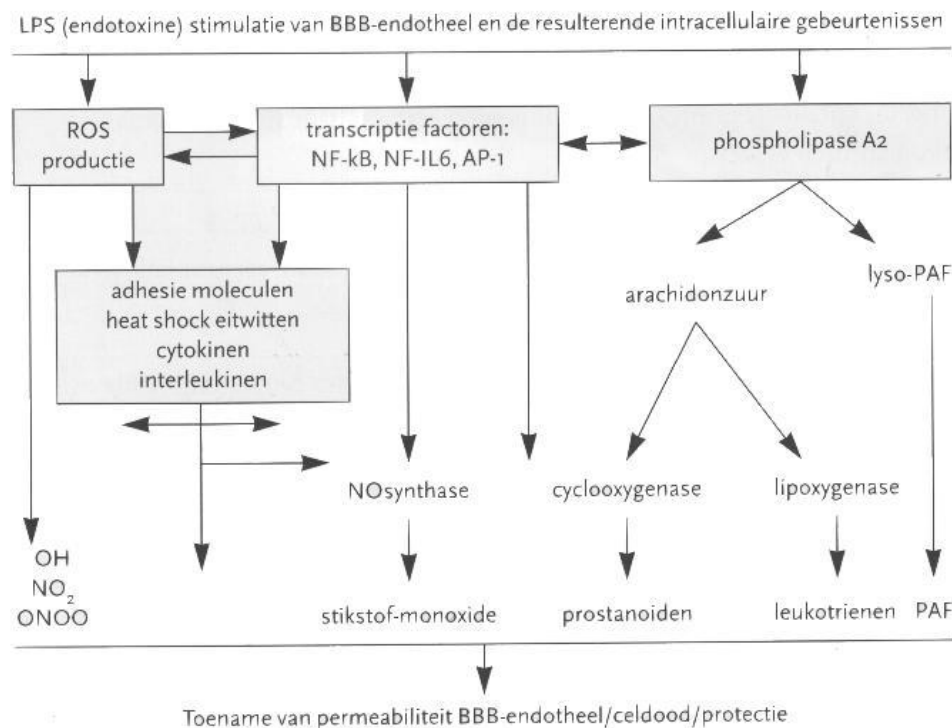 LPS (endotoxine) stimulatie van BBB-endotheel en de resulterende intracellulaire gebeurtenissen
ROS
productie
transcriptie factoren:
NF-kB, NF-IL6, AP-1
phospholipase A2
adhesie moleculen
heat shock eitwitten
cytokinen
interleukinen
arachidonzuur
lyso-PAF
NOsynthase
cyclooxygenase
lipoxygenase
OH
NO₂
ONOO
stikstof-monoxide
prostanoiden
leukotrienen
PAF
Toename van permeabiliteit BBB-endotheel/celdood/protectie